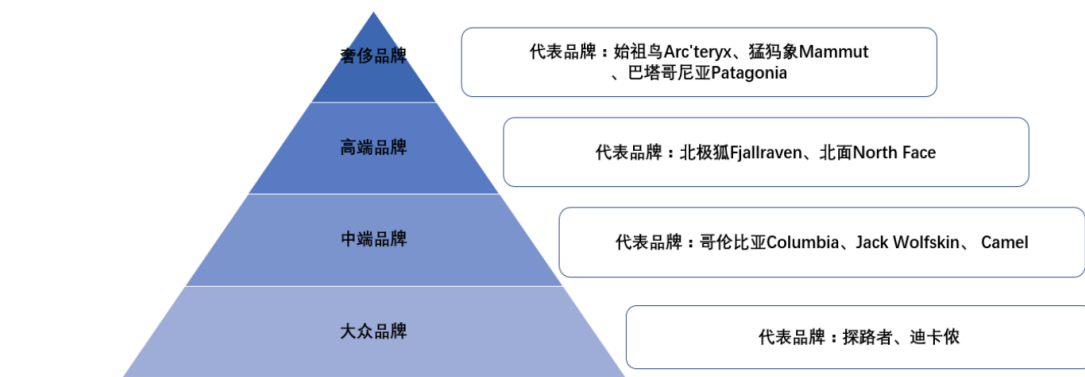 奢侈品牌
代表品牌：始祖鸟Arc'teryx、猛犸象Mammut
、巴塔哥尼亚Patagonia
高端品牌
代表品牌：北极狐Fjallraven、北面North Face
中端品牌
代表品牌：哥伦比亚Columbia、Jack Wolfskin、 Camel
大众品牌
代表品牌：探路者、迪卡侬